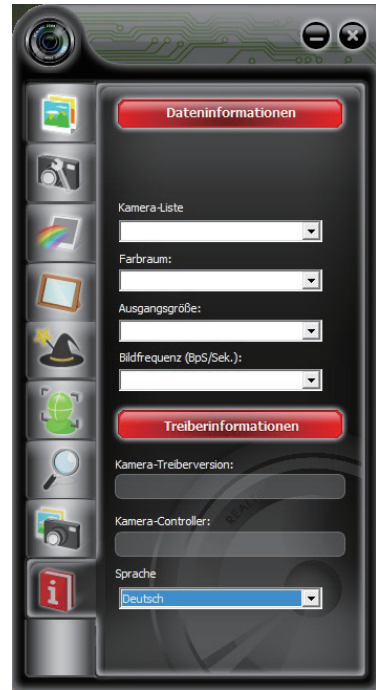 Dateninformationen
Kamera-Liste
Farbraum:
Ausgangsgröße:
Bildfrequenz (BpS/Sek.):
Treiberinformationen
Kamera-Treiberversion:
Kamera-Controller:
Sprache
Deutsch